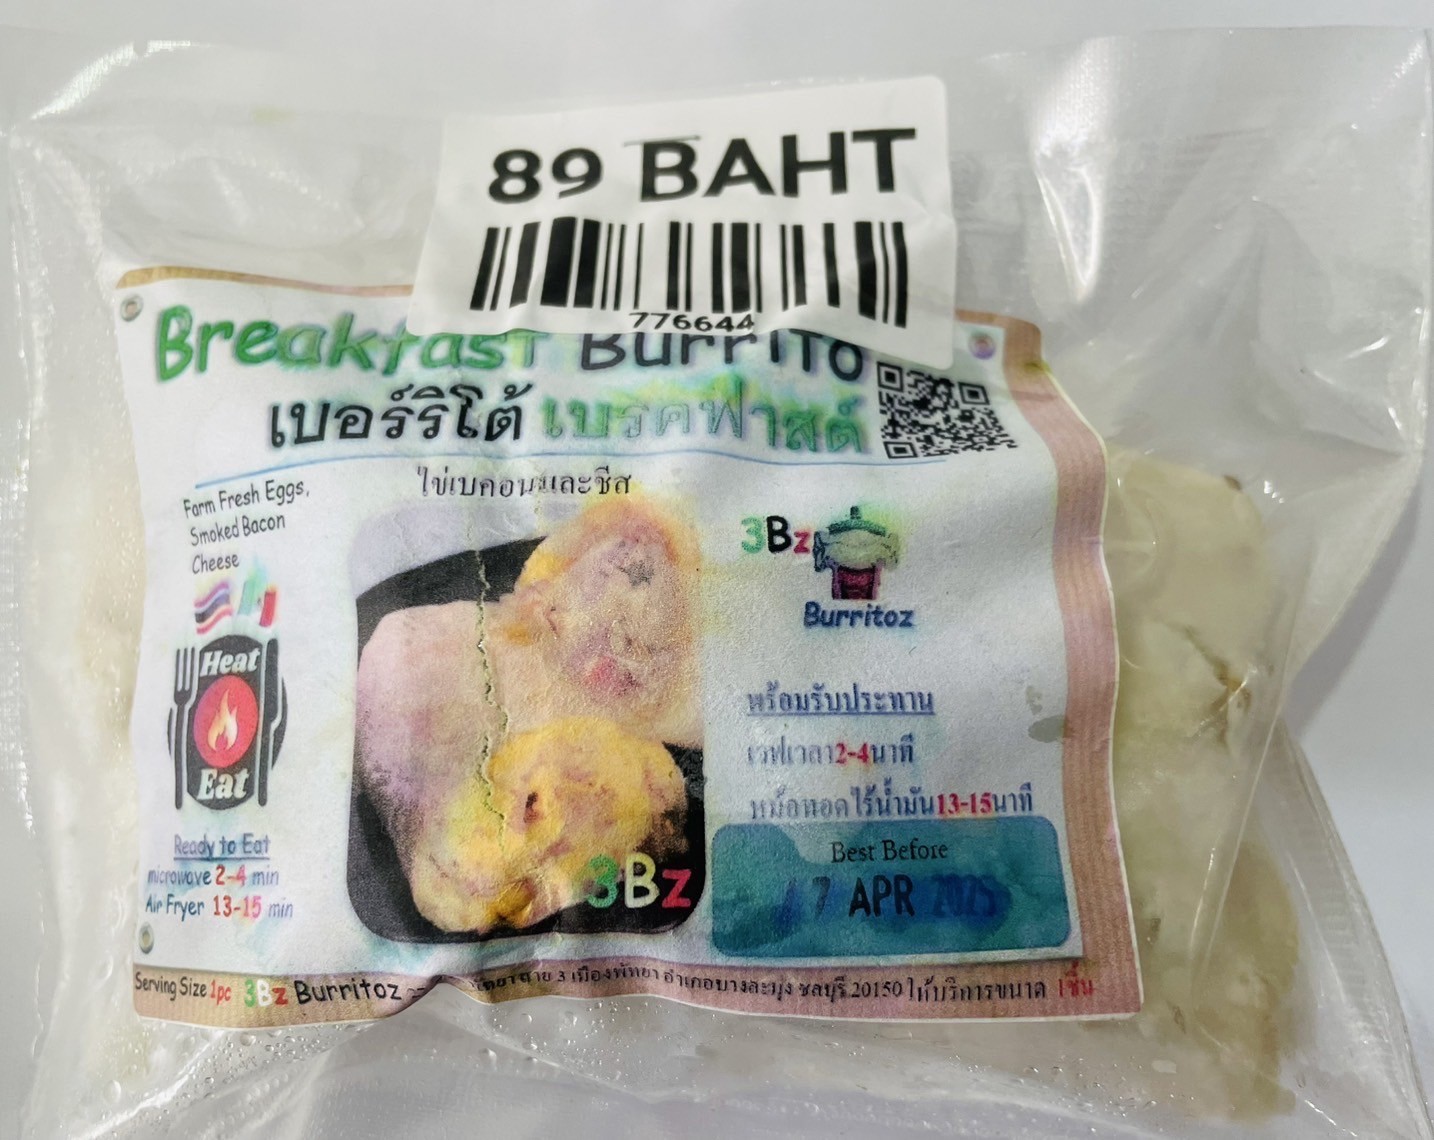 89 BAHT
776644
Breakfast Burrito
เบอร์ริโต้ เบรคฟาสต์
ไข่เบคอนและชีส
Farm Fresh Eggs,
Smoked Bacon
Cheese
Heat
Eat
Ready to Eat
microwave 2-4 min
Air Fryer 13-15 min
3Bz
3Bz
Burritoz
พร้อมรับประทาน
เวฟเวลา2-4นาที
หม้อทอดไร้น้ำมัน13-15นาที
Best Before
17 APR 2025
Serving Size 1pc 3Bz Burritoz สาย 3 เมืองพัทยา อำเภอบางละมุง ชลบุรี 20150 ให้บริการขนาด 1ชิ้น